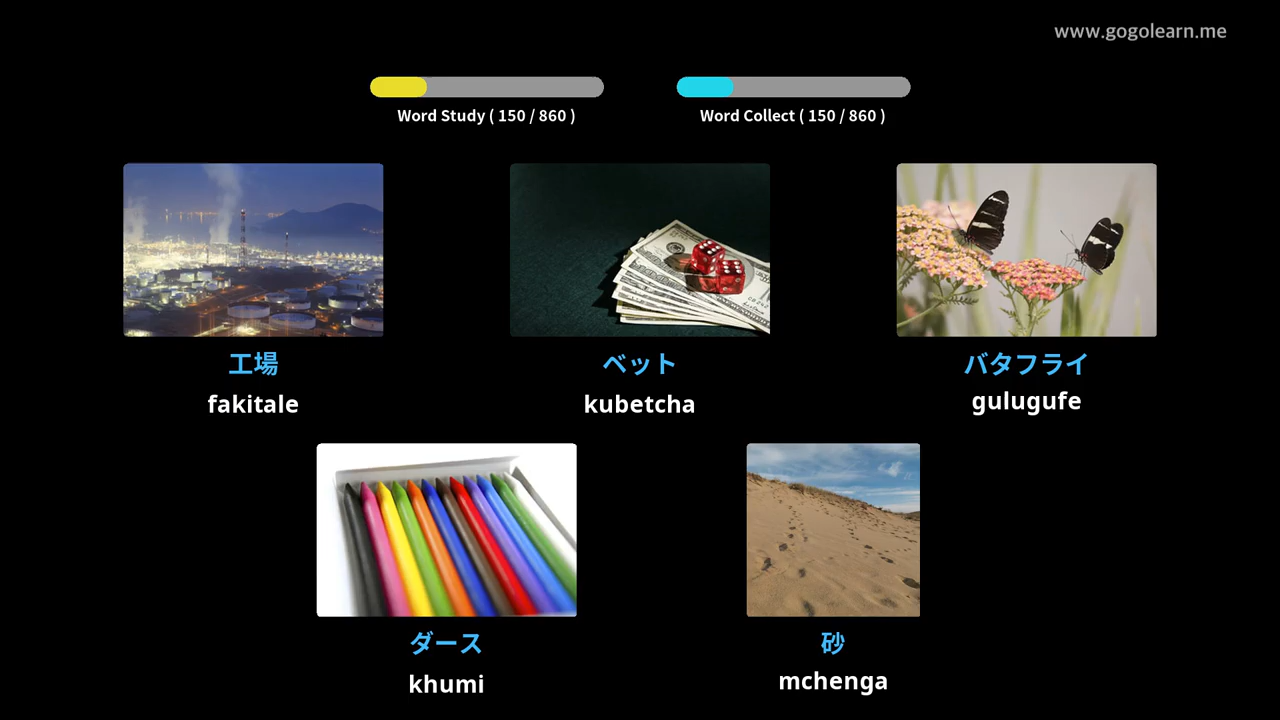 www.gogolearn.me
Word Study ( 150 / 860 )
Word Collect ( 150 / 860 )
工場
fakitale
ベット
kubetcha
バタフライ
gulugufe
ダース
khumi
砂
mchenga